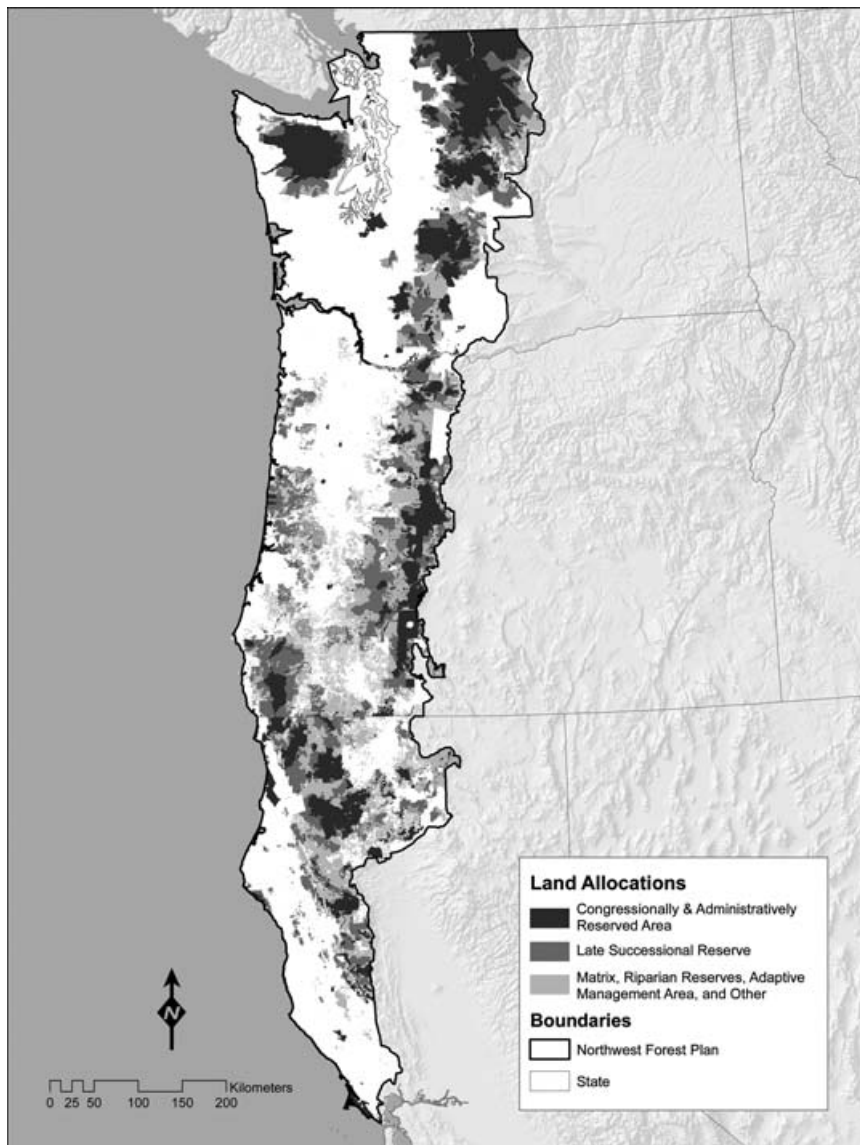 Land Allocations
Congressionally & Administratively
Reserved Area
Late Successional Reserve
Matrix, Riparian Reserves, Adaptive
Management Area, and Other
Boundaries
Northwest Forest Plan
State
N
Kilometers
0 25 50 100 150 200